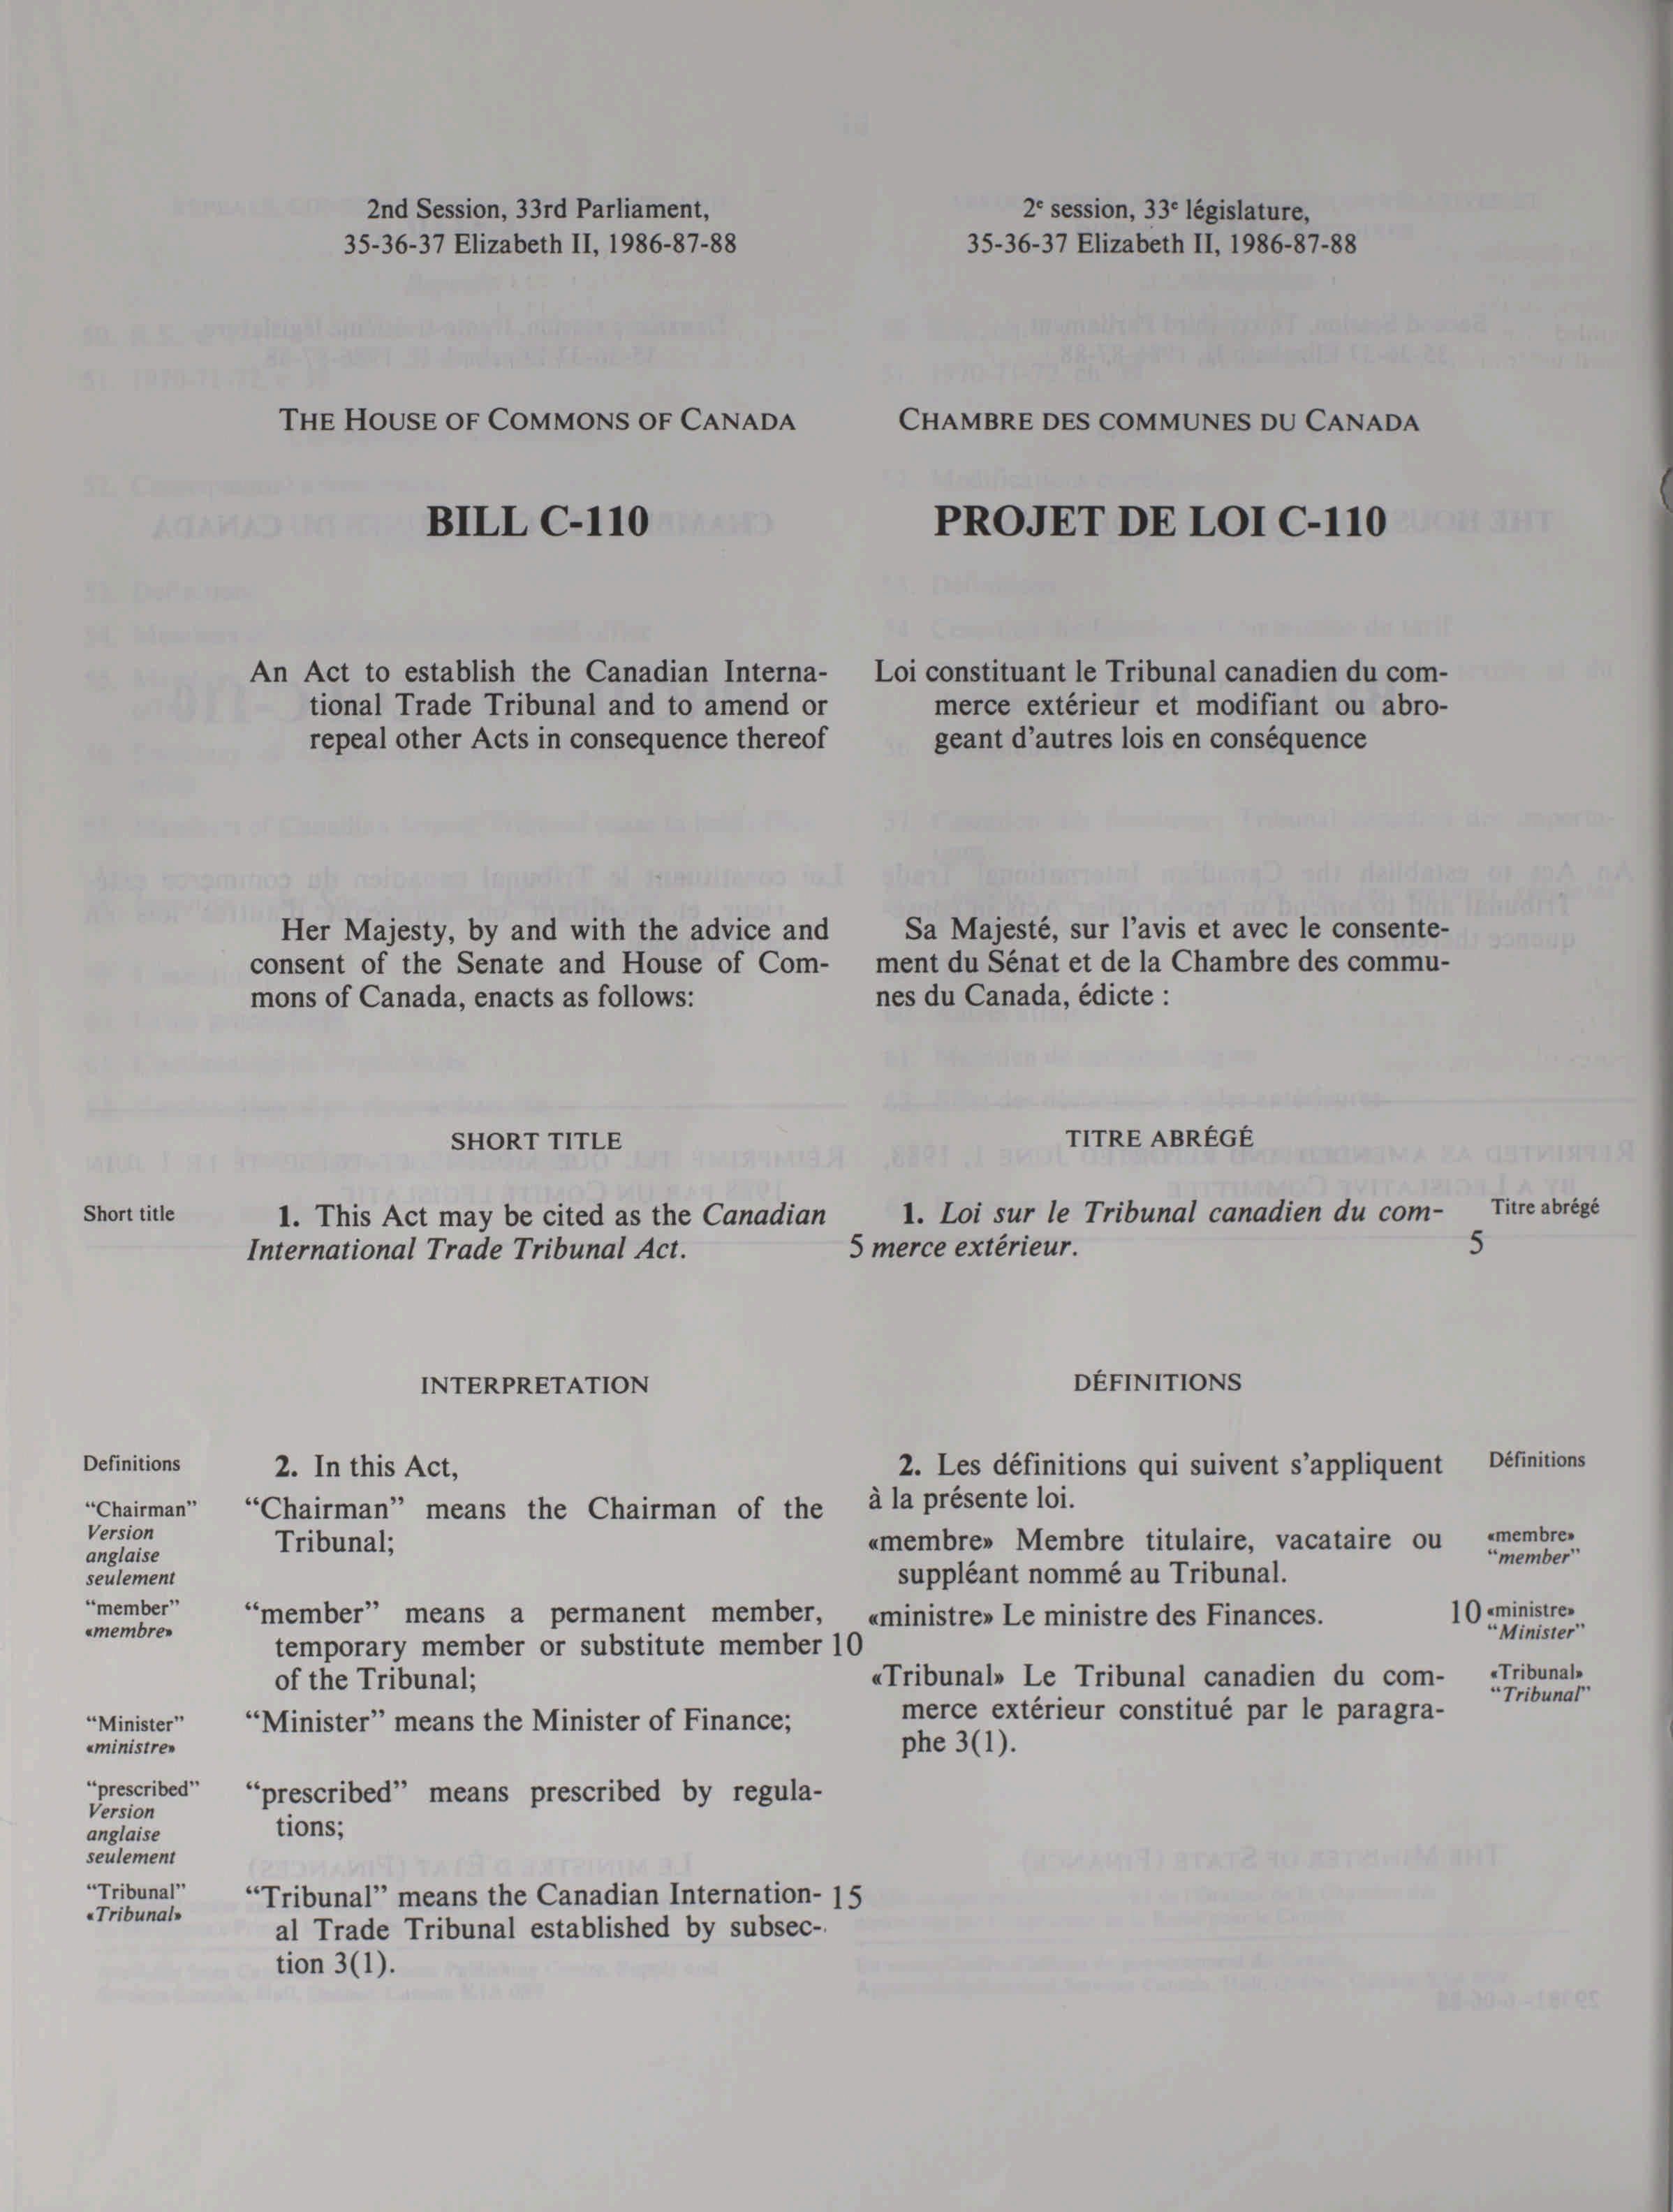 2nd Session, 33rd Parliament,
35-36-37 Elizabeth II, 1986-87-88
THE HOUSE OF COMMONS OF CANADA
BILL C-110
An Act to establish the Canadian Interna-
tional Trade Tribunal and to amend or
repeal other Acts in consequence thereof
Her Majesty, by and with the advice and
consent of the Senate and House of Com-
mons of Canada, enacts as follows:
SHORT TITLE
Short title
1. This Act may be cited as the Canadian
International Trade Tribunal Act. 5
INTERPRETATION
Definitions
2. In this Act,
“Chairman”
Version
anglaise
seulement
“Chairman” means the Chairman of the
Tribunal;
“member”
«membre»
“member” means a permanent member,
temporary member or substitute member 10
of the Tribunal;
“Minister”
«ministre»
“Minister” means the Minister of Finance;
“prescribed”
Version
anglaise
seulement
“prescribed” means prescribed by regula-
tions;
“Tribunal”
«Tribunal»
“Tribunal” means the Canadian Internation- 15
al Trade Tribunal established by subsec-
tion 3(1).
2e session, 33e législature,
35-36-37 Elizabeth II, 1986-87-88
CHAMBRE DES COMMUNES DU CANADA
PROJET DE LOI C-110
Loi constituant le Tribunal canadien du com-
merce extérieur et modifiant ou abro-
geant d’autres lois en conséquence
Sa Majesté, sur l’avis et avec le consente-
ment du Sénat et de la Chambre des commu-
nes du Canada, édicte :
TITRE ABRÉGÉ
1. Loi sur le Tribunal canadien du com-
merce extérieur. 5
Titre abrégé
DÉFINITIONS
2. Les définitions qui suivent s’appliquent
à la présente loi.
Définitions
«membre» Membre titulaire, vacataire ou
suppléant nommé au Tribunal.
«membre»
“member”
«ministre» Le ministre des Finances. 10
«ministre»
“Minister”
«Tribunal» Le Tribunal canadien du com-
merce extérieur constitué par le paragra-
phe 3(1).
«Tribunal»
“Tribunal”